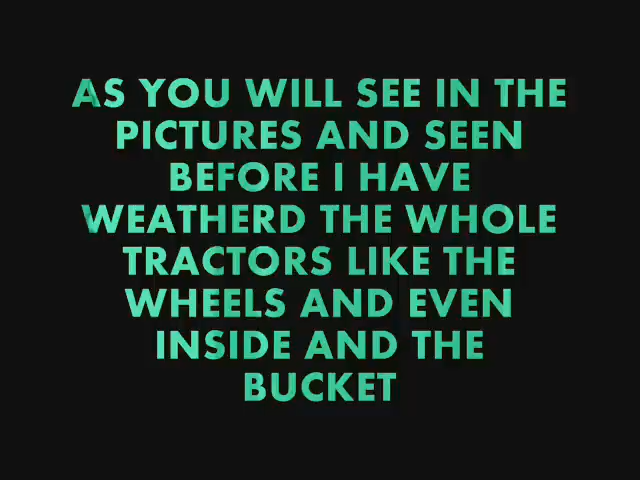 AS YOU WILL SEE IN THE
PICTURES AND SEEN
BEFORE I HAVE
WEATHERD THE WHOLE
TRACTORS LIKE THE
WHEELS AND EVEN
INSIDE AND THE
BUCKET